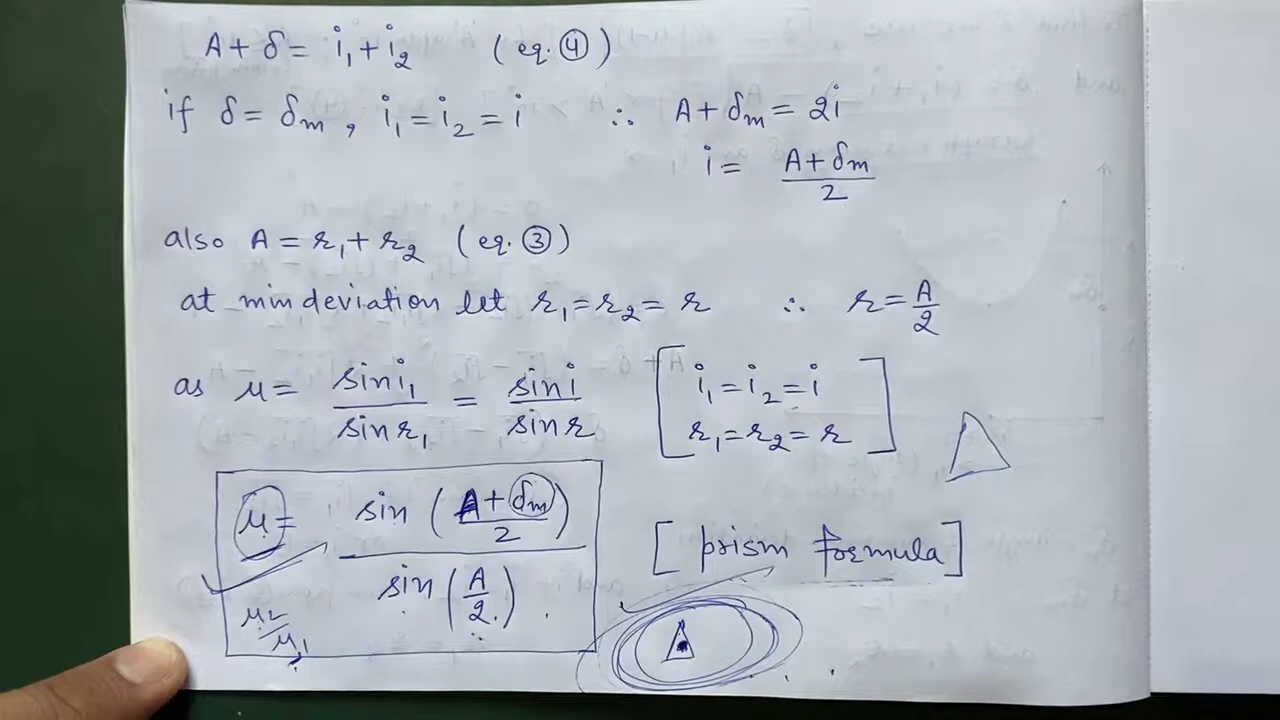 A + δ = i₁ + i₂ (eq. ④)
if δ = δm, i₁ = i₂ = i ∴ A + δm = 2i
i = (A + δm)/2
also A = r₁ + r₂ (eq. ③)
at min deviation let r₁ = r₂ = r ∴ r = A/2
as μ = sin i₁/sin r₁ = sin i/sin r [i₁ = i₂ = i
r₁ = r₂ = r]
μ = sin((A + δm)/2)/sin(A/2)
[prism formula]
μ₂/μ₁